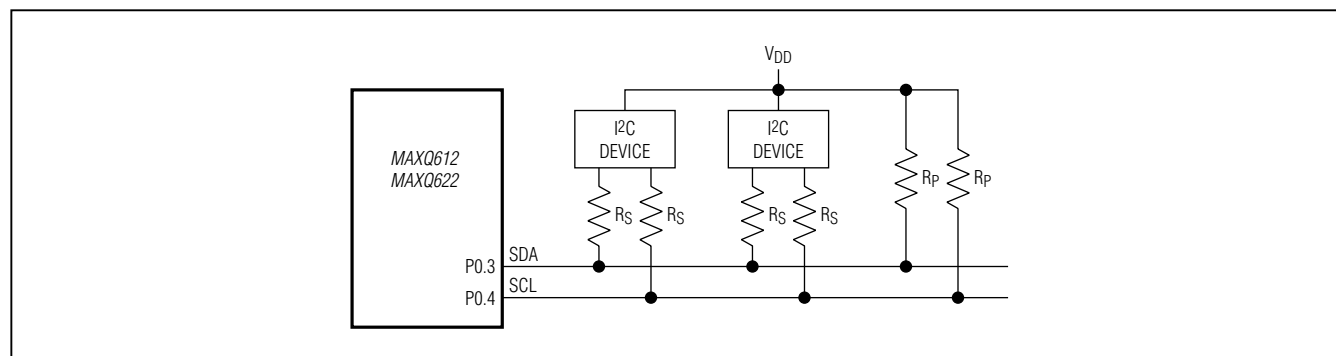 VDD
I²C
DEVICE
I²C
DEVICE
MAXQ612
MAXQ622
RS
RS
RS
RS
RP
RP
P0.3
SDA
P0.4
SCL